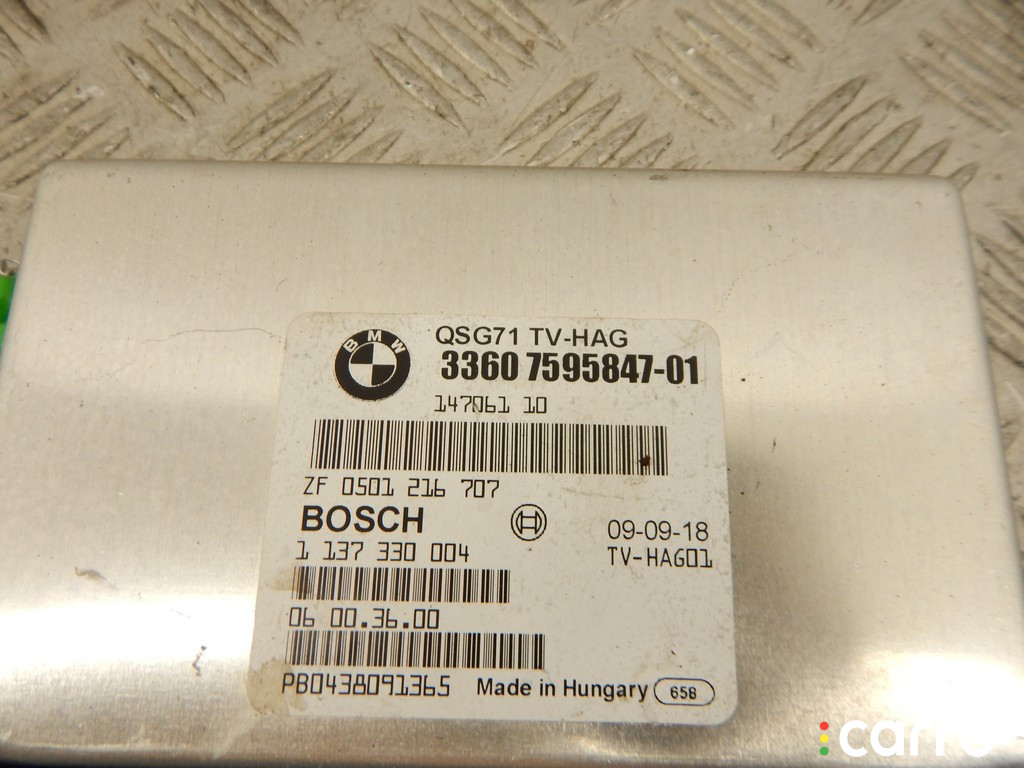 BMW
QSG71 TV-HAG
3360 7595847-01
147061 10
ZF 0501 216 707
BOSCH
09-09-18
1 137 330 004
TV-HAG01
06 00.36.00
PB0438091365
Made in Hungary
658